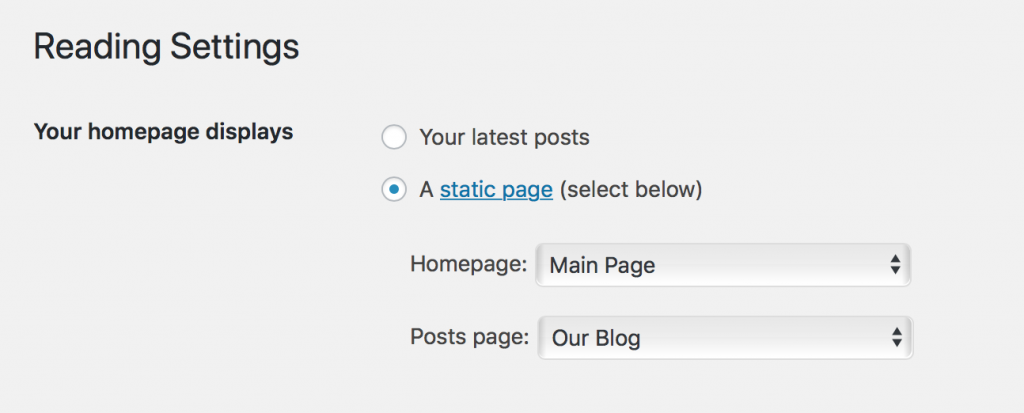 Reading Settings
Your homepage displays
Your latest posts
A static page (select below)
Homepage: Main Page
Posts page: Our Blog